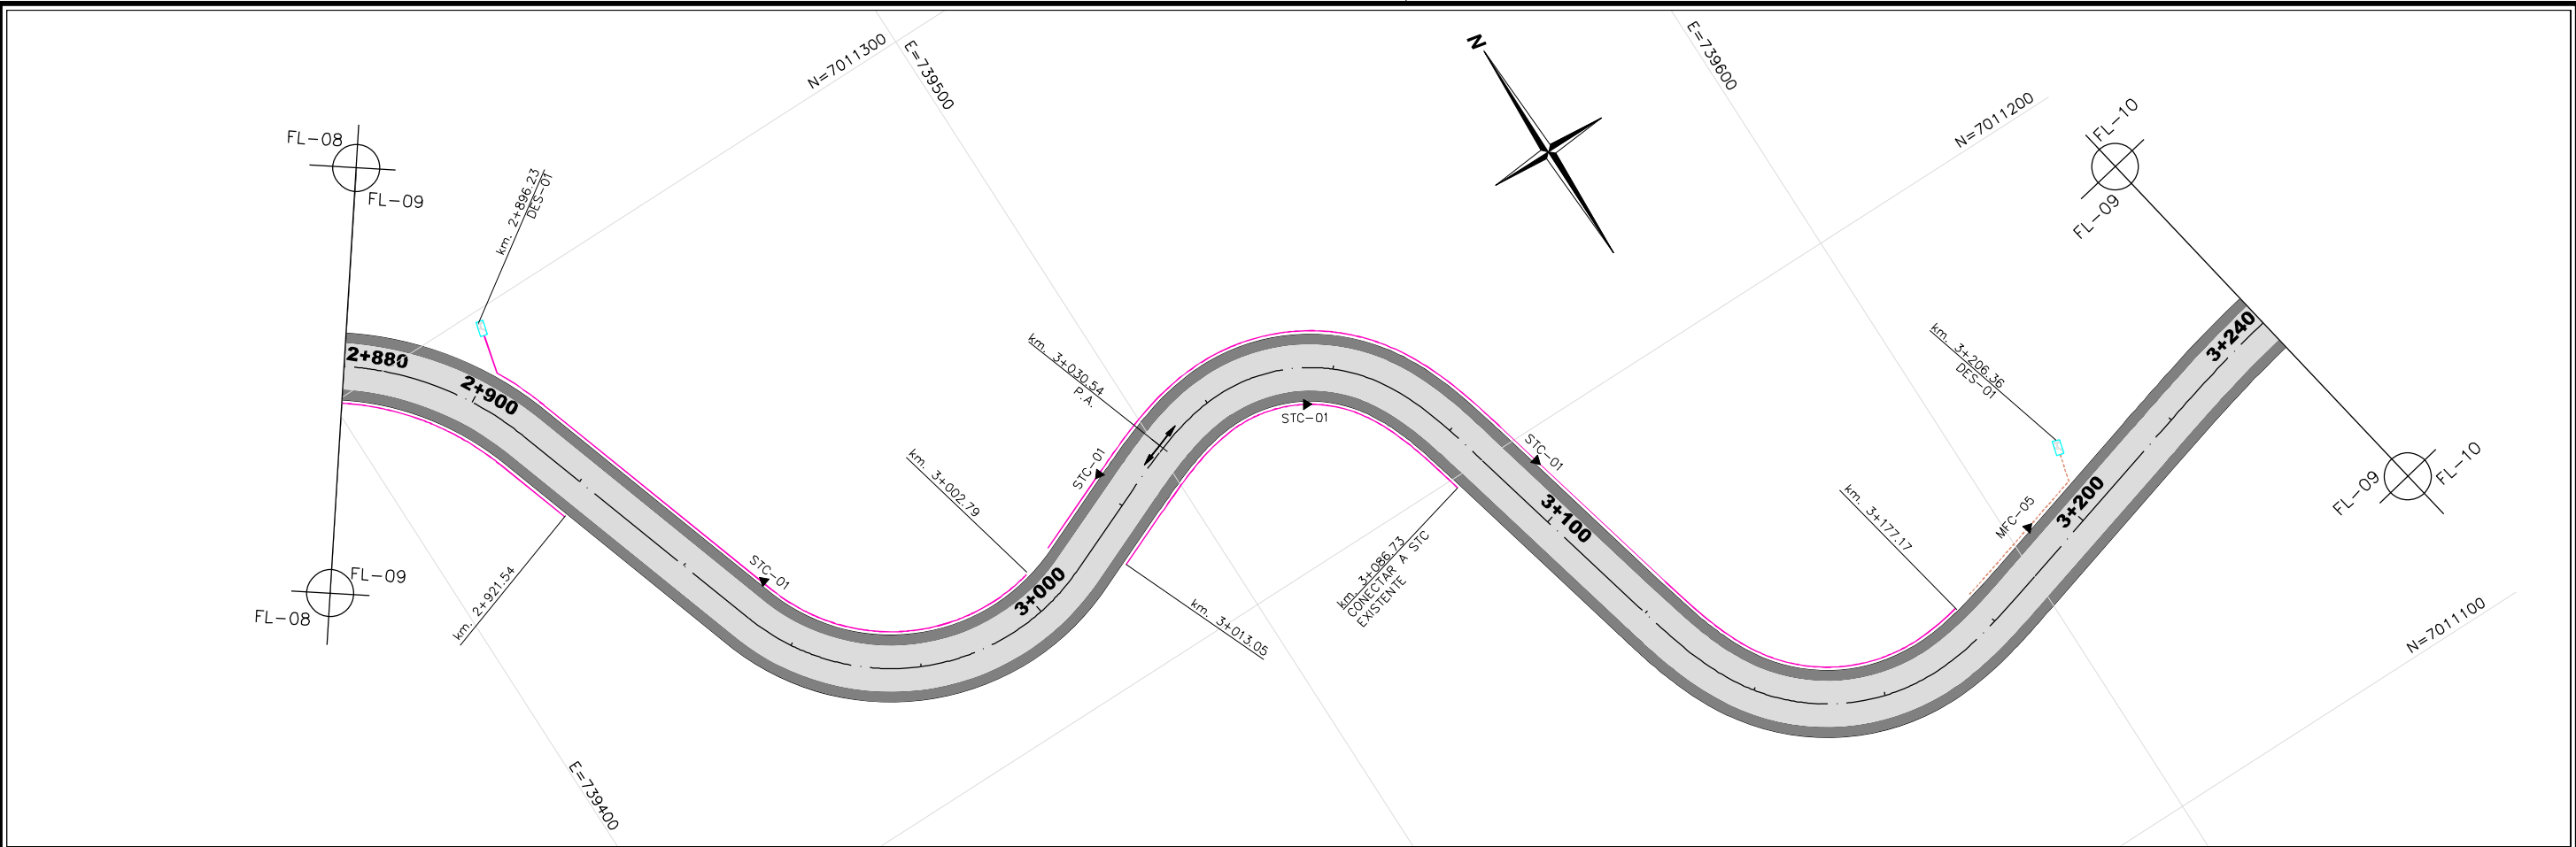 N=7011300
E=739500
N
E=739600
N=7011200
FL-10
FL-09
FL-08
FL-09
km. 2+896.23
DES-01
2+880
2+900
km. 3+030.54
P.A.
STC-01
STC-01
STC-01
km. 3+206.36
DES-01
3+240
km. 3+002.79
km. 3+177.17
MFC-05
3+200
FL-09
FL-10
3+100
km. 3+086.73
CONECTAR A STC
EXISTENTE
km. 2+921.54
STC-01
3+000
km. 3+013.05
FL-09
FL-08
N=7011100
E=739400